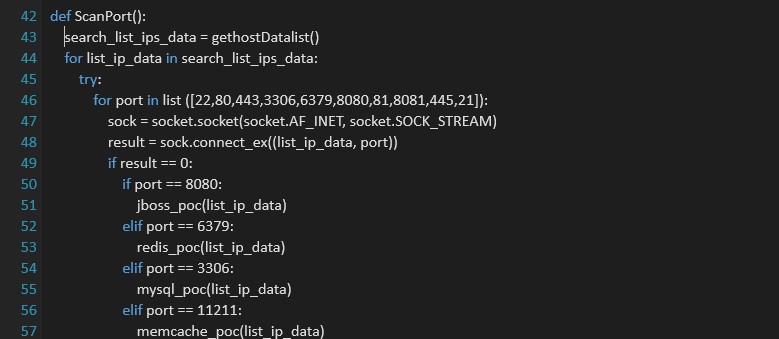 42 def ScanPort():
43 search_list_ips_data = gethostDatalist()
44 for list_ip_data in search_list_ips_data:
45 try:
46 for port in list ([22,80,443,3306,6379,8080,81,8081,445,21]):
47 sock = socket.socket(socket.AF_INET, socket.SOCK_STREAM)
48 result = sock.connect_ex((list_ip_data, port))
49 if result == 0:
50 if port == 8080:
51 jboss_poc(list_ip_data)
52 elif port == 6379:
53 redis_poc(list_ip_data)
54 elif port == 3306:
55 mysql_poc(list_ip_data)
56 elif port == 11211:
57 memcache_poc(list_ip_data)